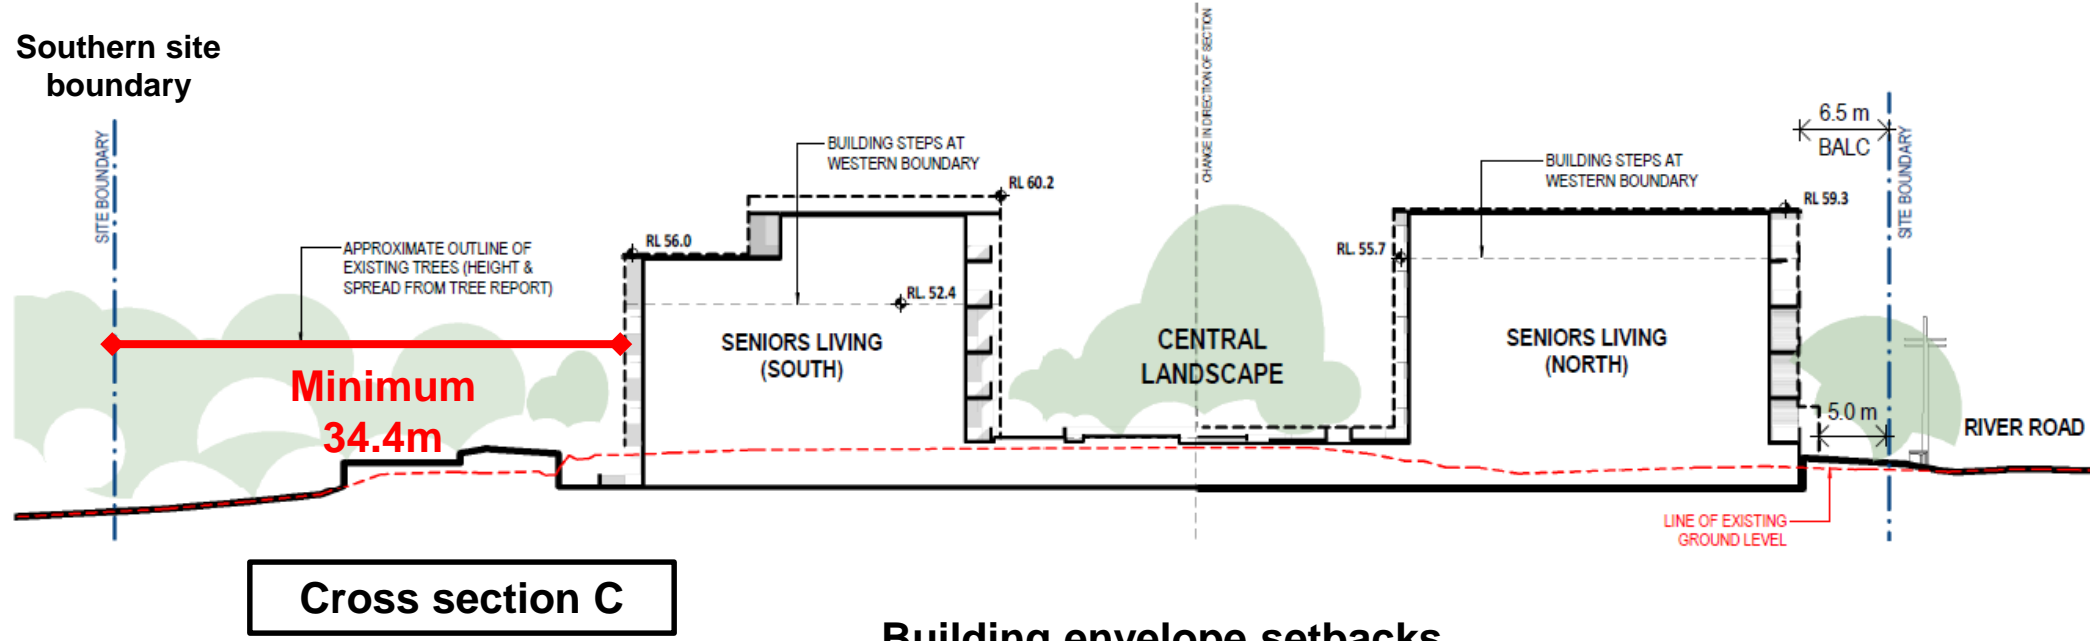 Southern site
boundary
SITE BOUNDARY
APPROXIMATE OUTLINE OF
EXISTING TREES (HEIGHT &
SPREAD FROM TREE REPORT)
Minimum
34.4m
RL 56.0
BUILDING STEPS AT
WESTERN BOUNDARY
RL 60.2
RL. 52.4
SENIORS LIVING
(SOUTH)
CHANGE IN DIRECTION OF SECTION
CENTRAL
LANDSCAPE
RL. 55.7
BUILDING STEPS AT
WESTERN BOUNDARY
SENIORS LIVING
(NORTH)
6.5 m
BALC
RL 59.3
SITE BOUNDARY
5.0 m
RIVER ROAD
LINE OF EXISTING
GROUND LEVEL
Cross section C
Building envelope setbacks